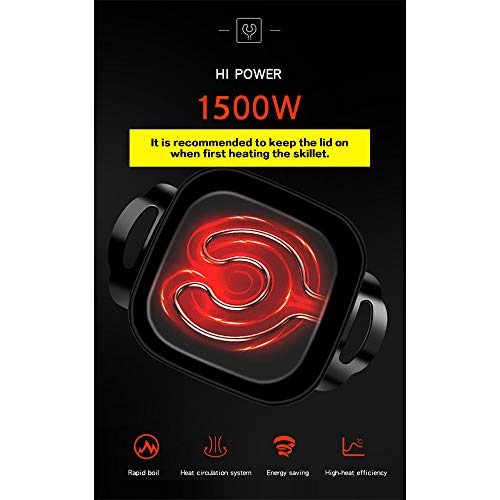 HI POWER
1500W
It is recommended to keep the lid on
when first heating the skillet.
°C
Rapid boil
Heat circulation system
Energy saving
High-heat efficiency